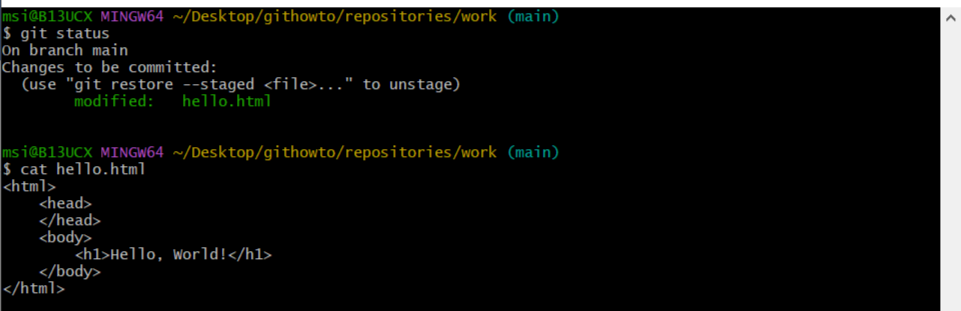 msi@B13UCX MINGW64 ~/Desktop/githowto/repositories/work (main)
$ git status
On branch main
Changes to be committed:
  (use "git restore --staged <file>..." to unstage)
        modified:   hello.html

msi@B13UCX MINGW64 ~/Desktop/githowto/repositories/work (main)
$ cat hello.html
<html>
    <head>
    </head>
    <body>
        <h1>Hello, World!</h1>
    </body>
</html>